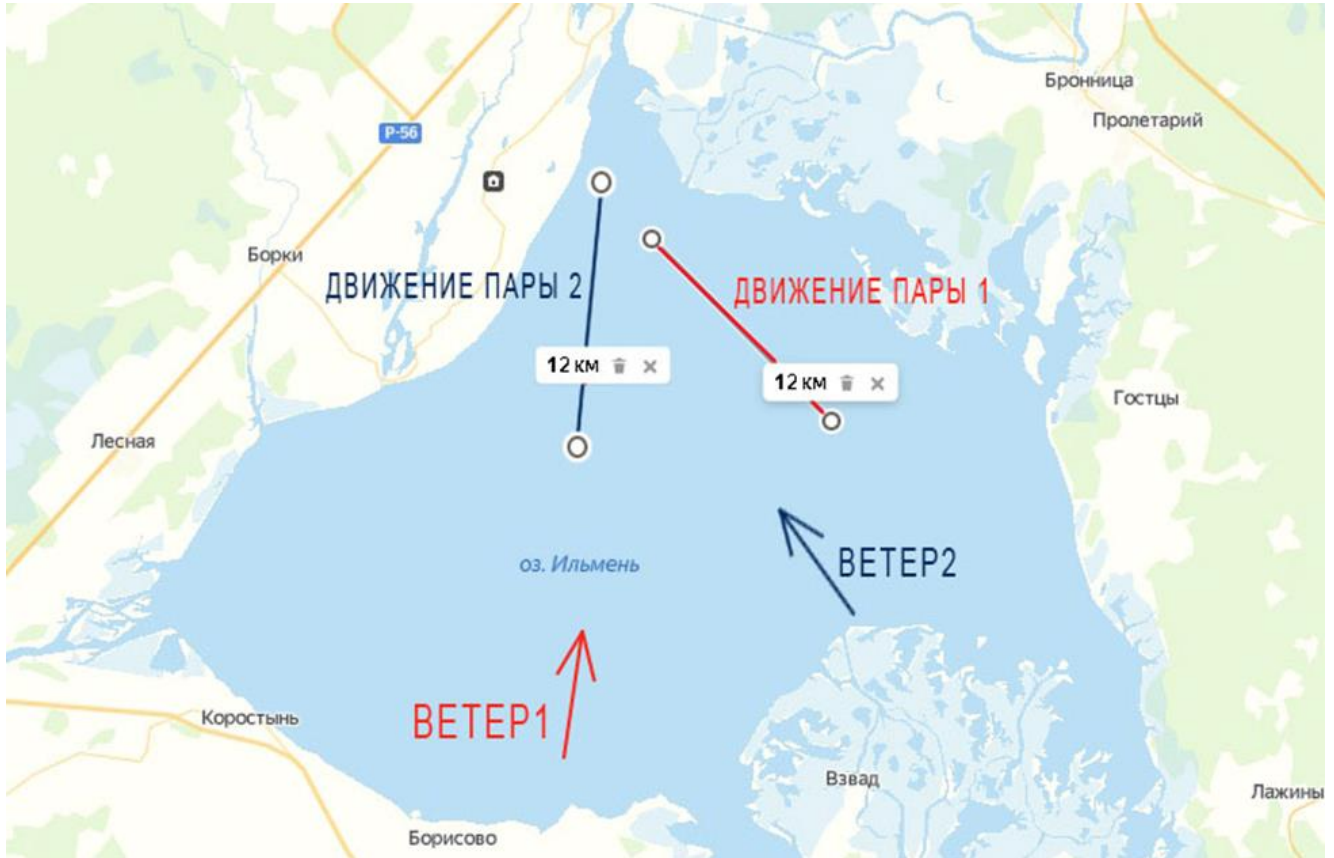 Бронница
Р-56
Пролетарий
Борки
ДВИЖЕНИЕ ПАРЫ 2
ДВИЖЕНИЕ ПАРЫ 1
12 км
12 км
Гостцы
Лесная
оз. Ильмень
ВЕТЕР2
ВЕТЕР1
Коростынь
Взвад
Лажины
Борисово